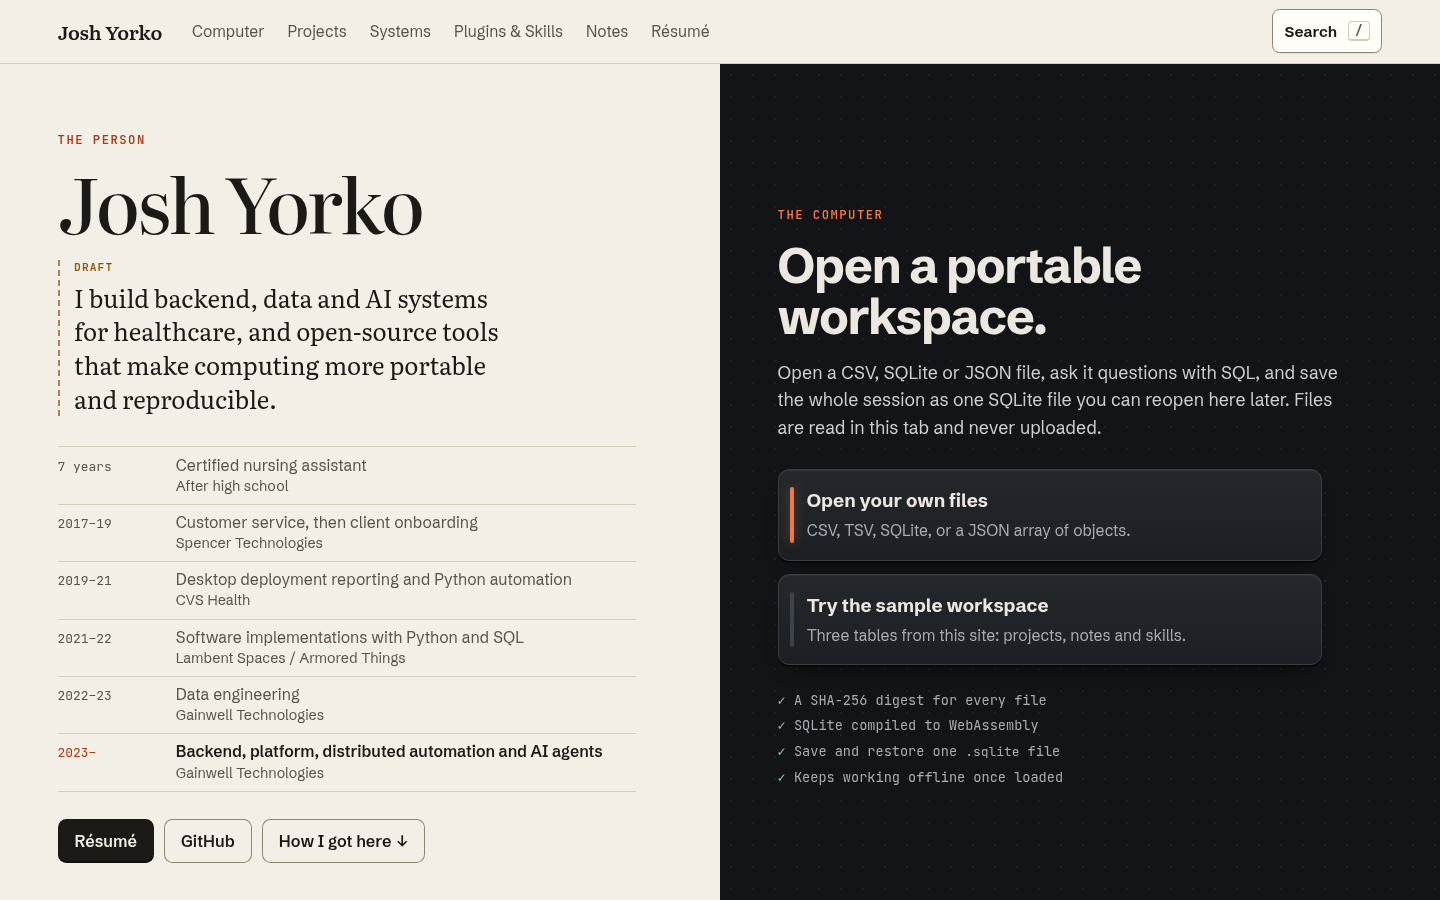 Josh Yorko
Computer
Projects
Systems
Plugins & Skills
Notes
Résumé
Search /
THE PERSON
Josh Yorko
DRAFT
I build backend, data and AI systems
for healthcare, and open-source tools
that make computing more portable
and reproducible.
7 years
Certified nursing assistant
After high school
2017–19
Customer service, then client onboarding
Spencer Technologies
2019–21
Desktop deployment reporting and Python automation
CVS Health
2021–22
Software implementations with Python and SQL
Lambent Spaces / Armored Things
2022–23
Data engineering
Gainwell Technologies
2023–
Backend, platform, distributed automation and AI agents
Gainwell Technologies
Résumé
GitHub
How I got here ↓
THE COMPUTER
Open a portable
workspace.
Open a CSV, SQLite or JSON file, ask it questions with SQL, and save
the whole session as one SQLite file you can reopen here later. Files
are read in this tab and never uploaded.
Open your own files
CSV, TSV, SQLite, or a JSON array of objects.
Try the sample workspace
Three tables from this site: projects, notes and skills.
✓ A SHA-256 digest for every file
✓ SQLite compiled to WebAssembly
✓ Save and restore one .sqlite file
✓ Keeps working offline once loaded